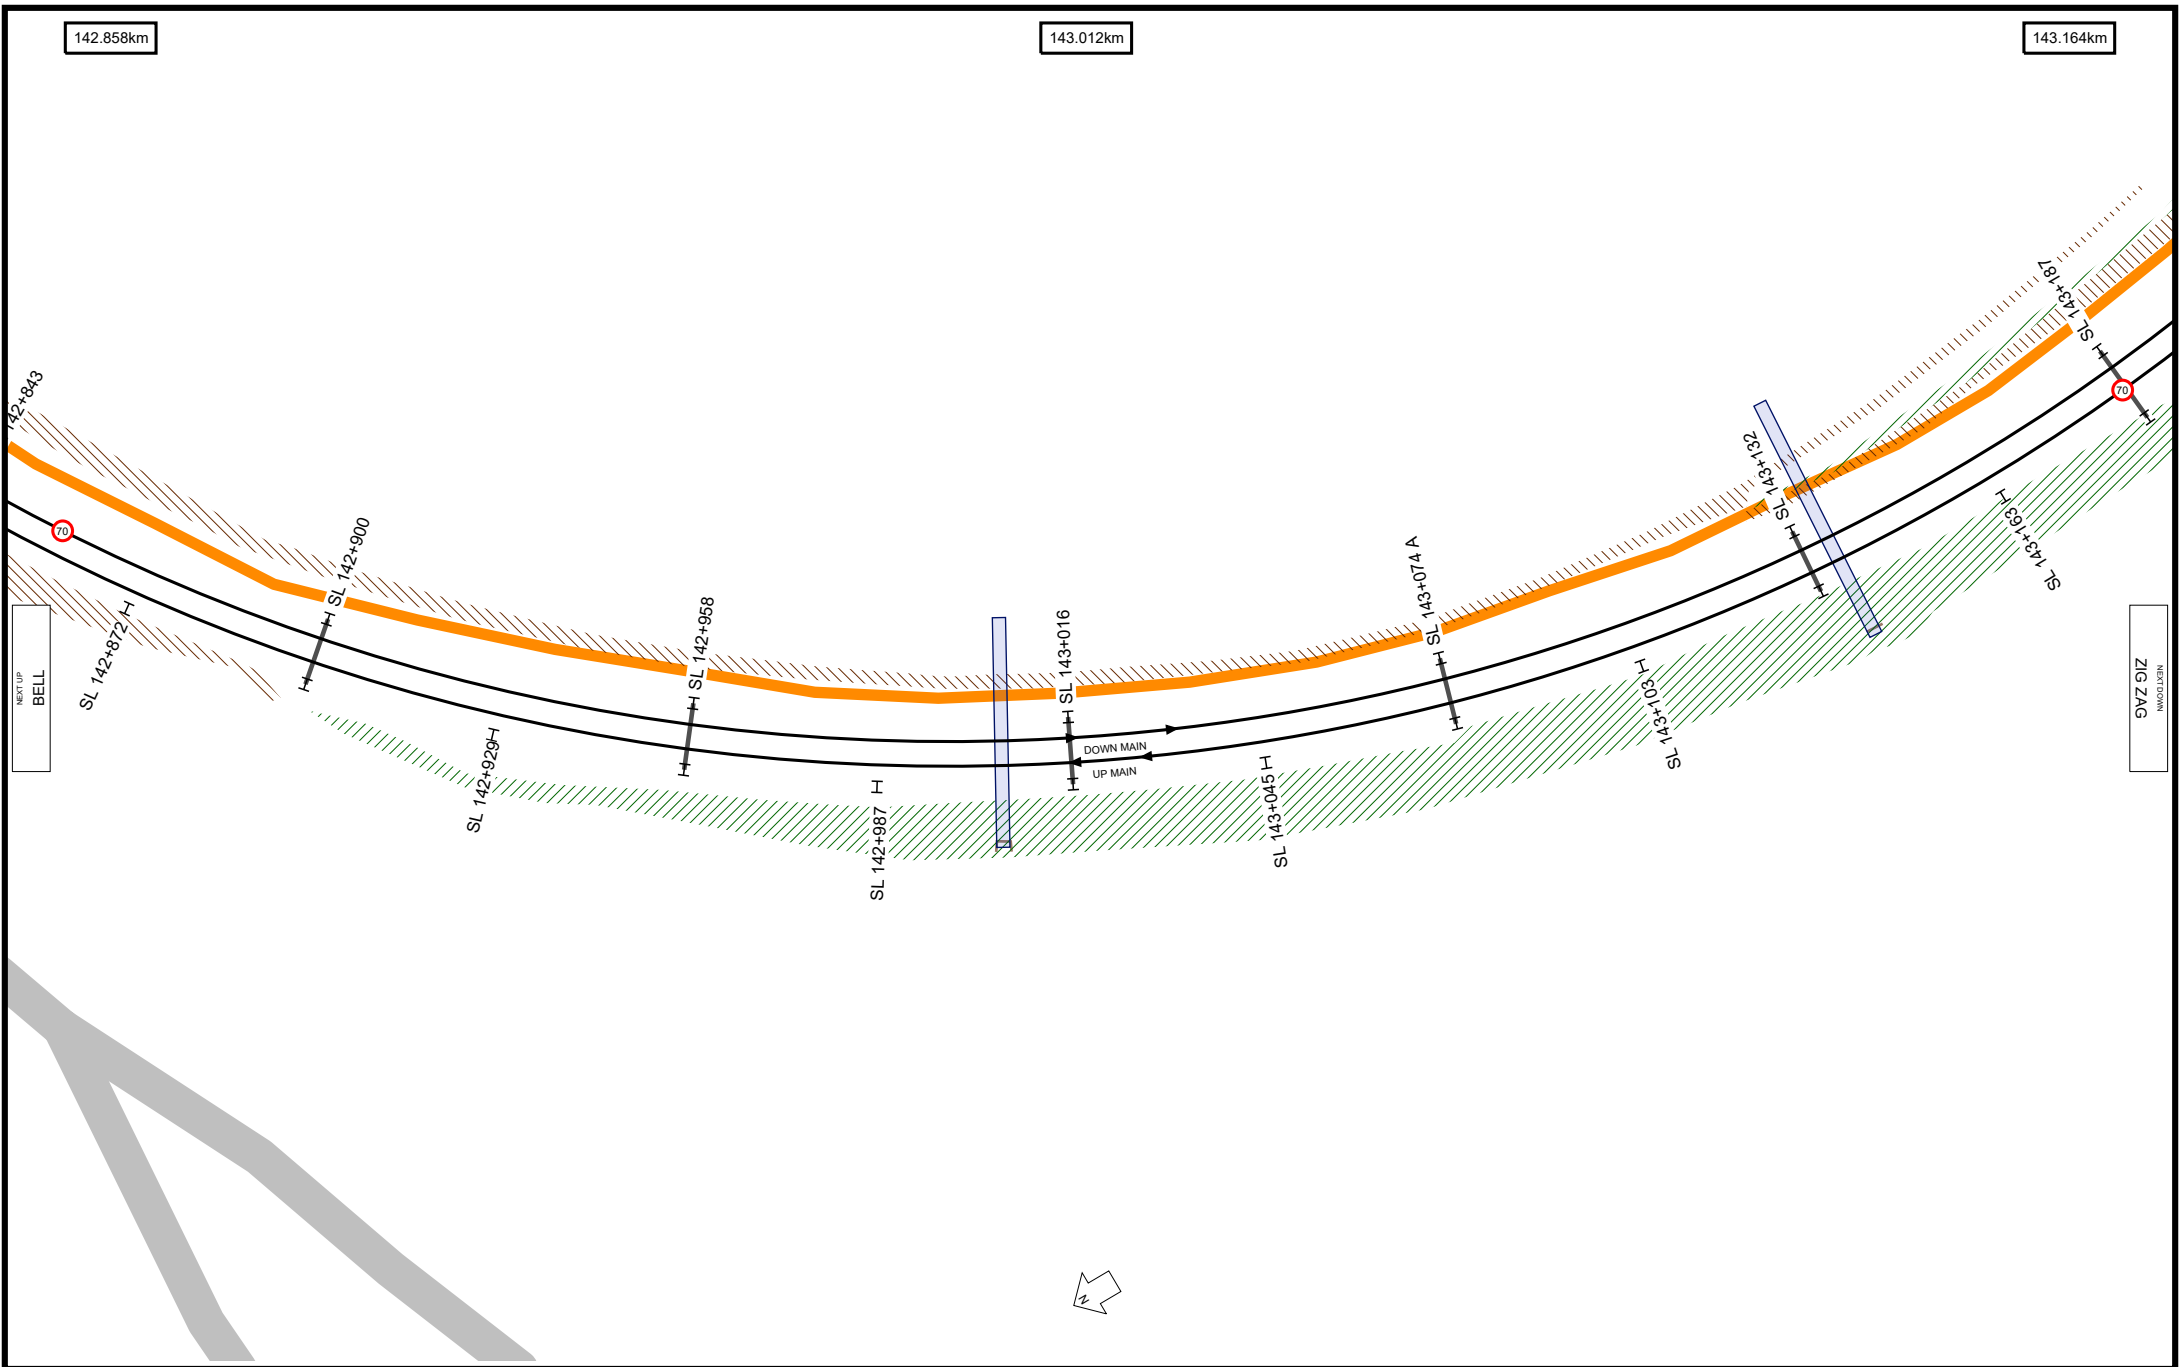 142.858km
143.012km
143.164km
142+843
SL 142+900
SL 142+958
SL 143+016
SL 143+074 A
SL 143+132
SL 143+187
70
70
SL 142+872
SL 142+929
SL 142+987
SL 143+045
SL 143+103
SL 143+163
DOWN MAIN
UP MAIN
NEXT UP
BELL
NEXT DOWN
ZIG ZAG
N